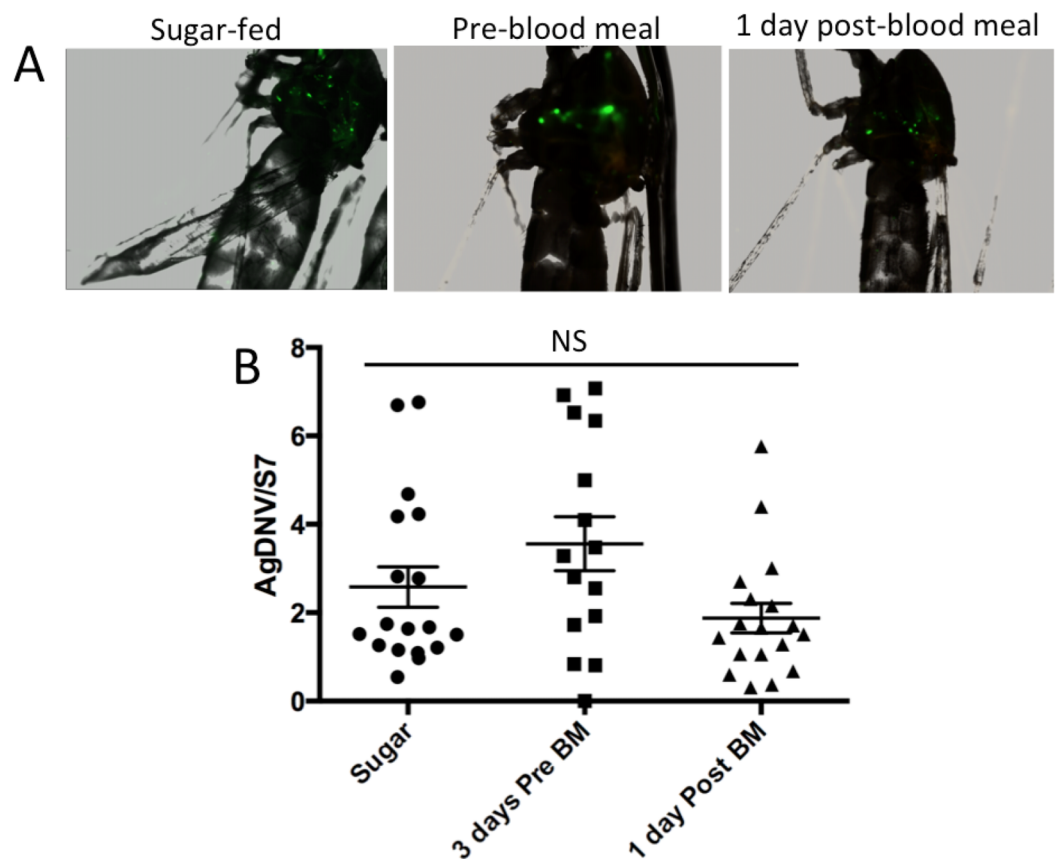 Sugar-fed
Pre-blood meal
1 day post-blood meal
A
B
NS
8
6
4
2
0
AgDNV/S7
Sugar
3 days Pre BM
1 day Post BM